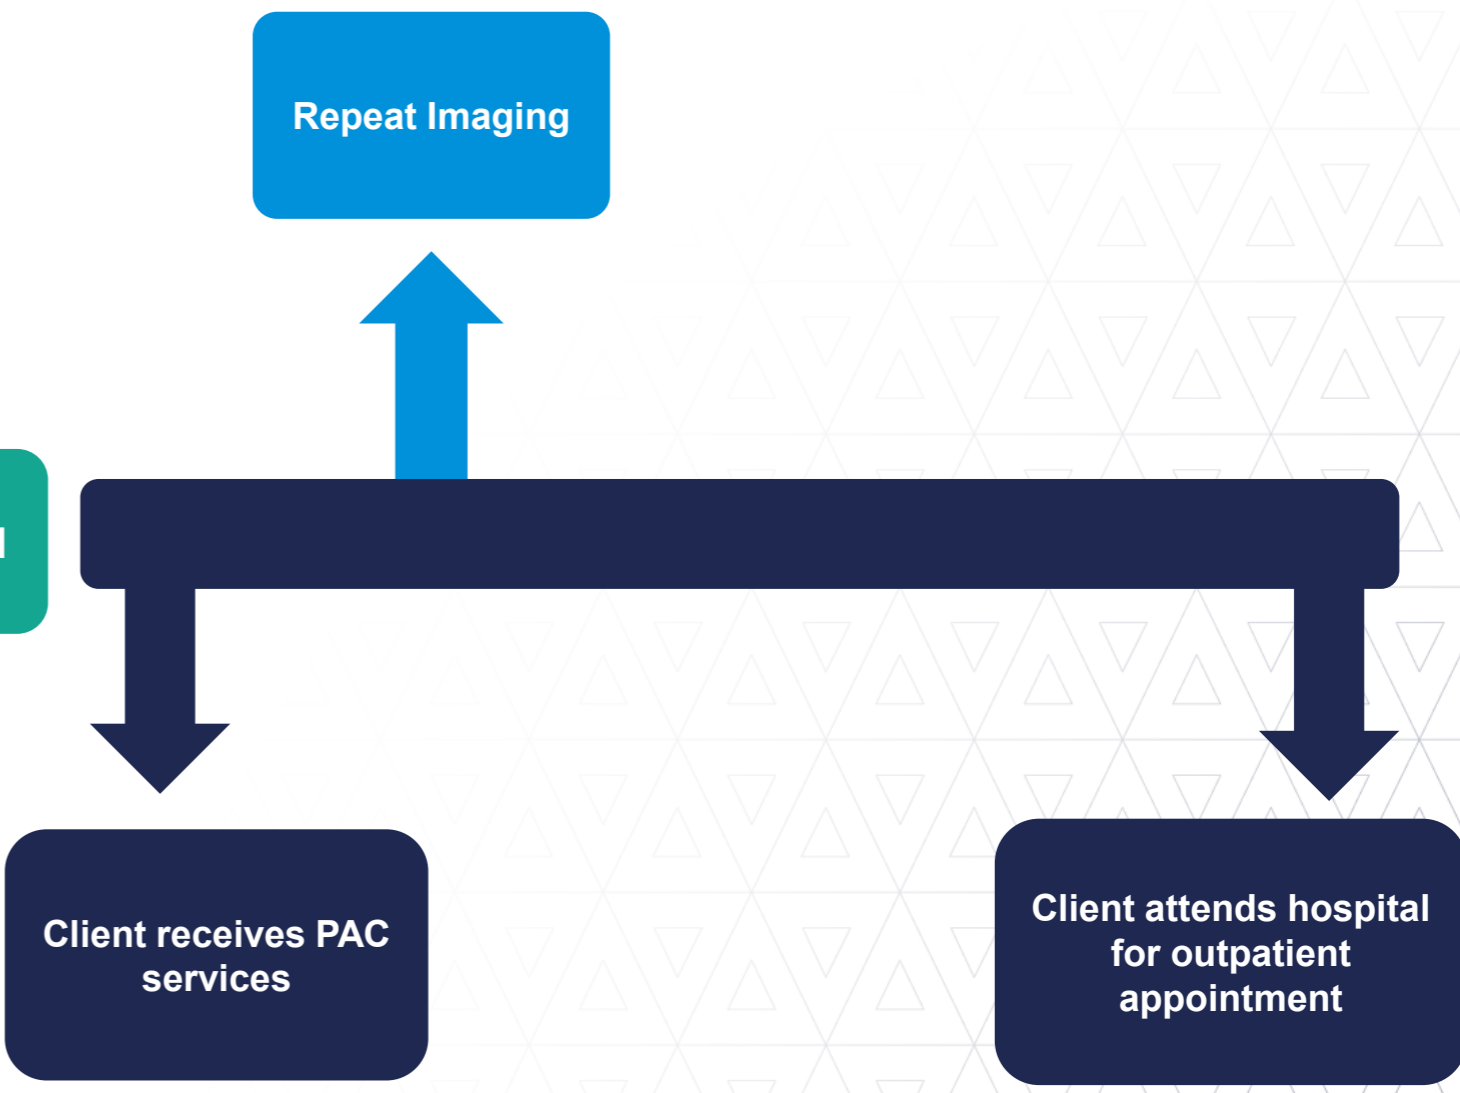 Repeat Imaging
Client receives PAC
services
Client attends hospital
for outpatient
appointment